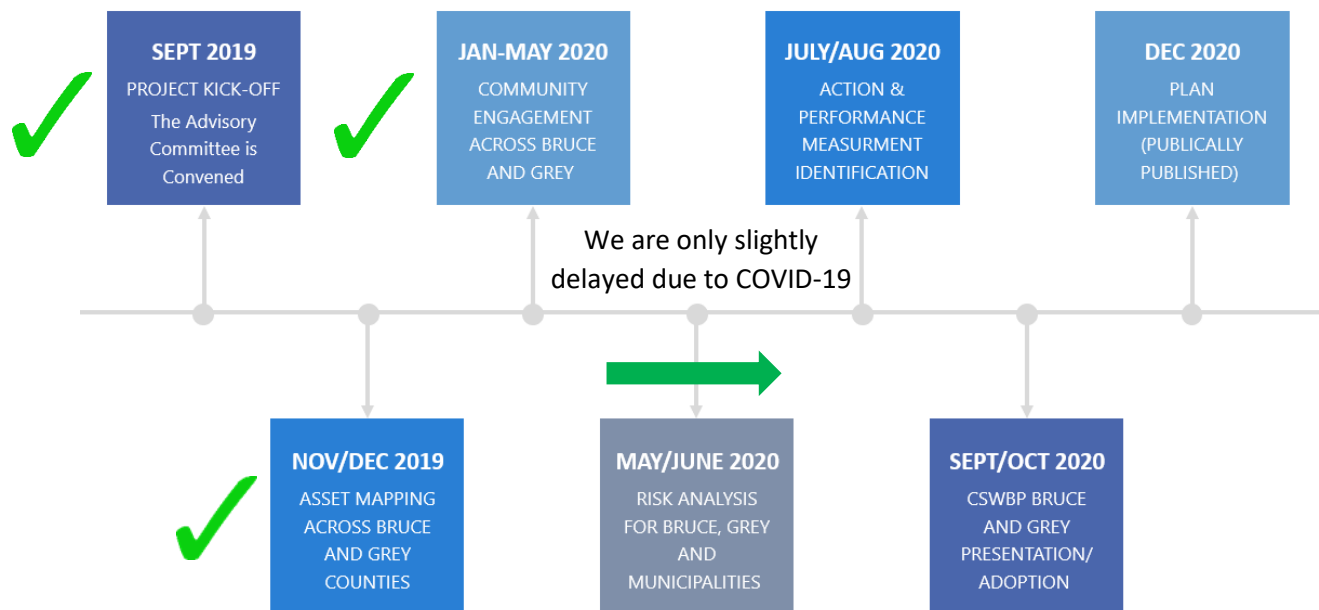 SEPT 2019
PROJECT KICK-OFF
The Advisory
Committee is
Convened
JAN-MAY 2020
COMMUNITY
ENGAGEMENT
ACROSS BRUCE
AND GREY
JULY/AUG 2020
ACTION &
PERFORMANCE
MEASURMENT
IDENTIFICATION
DEC 2020
PLAN
IMPLEMENTATION
(PUBLICALLY
PUBLISHED)
We are only slightly
delayed due to COVID-19
NOV/DEC 2019
ASSET MAPPING
ACROSS BRUCE
AND GREY
COUNTIES
MAY/JUNE 2020
RISK ANALYSIS
FOR BRUCE, GREY
AND
MUNICIPALITIES
SEPT/OCT 2020
CSWBP BRUCE
AND GREY
PRESENTATION/
ADOPTION